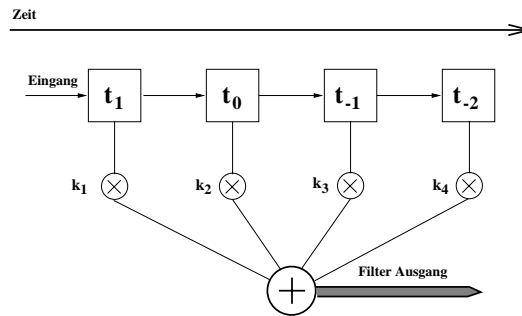 Zeit
Eingang
t1 t0 t-1 t-2
k1 k2 k3 k4
Filter Ausgang